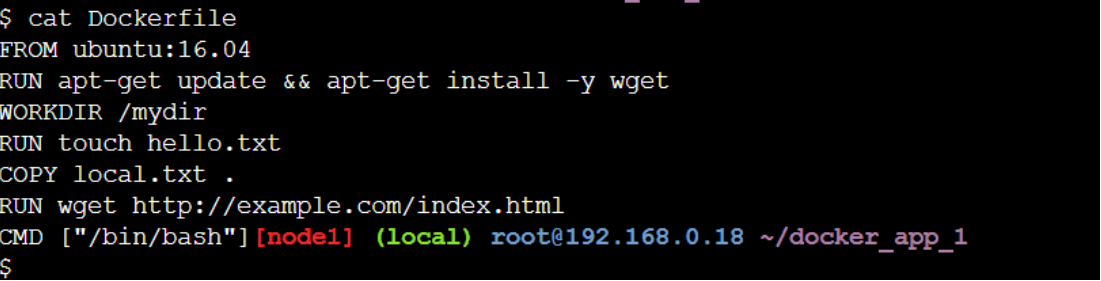 $ cat Dockerfile
FROM ubuntu:16.04
RUN apt-get update && apt-get install -y wget
WORKDIR /mydir
RUN touch hello.txt
COPY local.txt .
RUN wget http://example.com/index.html
CMD ["/bin/bash"][node1] (local) root@192.168.0.18 ~/docker_app_1
$